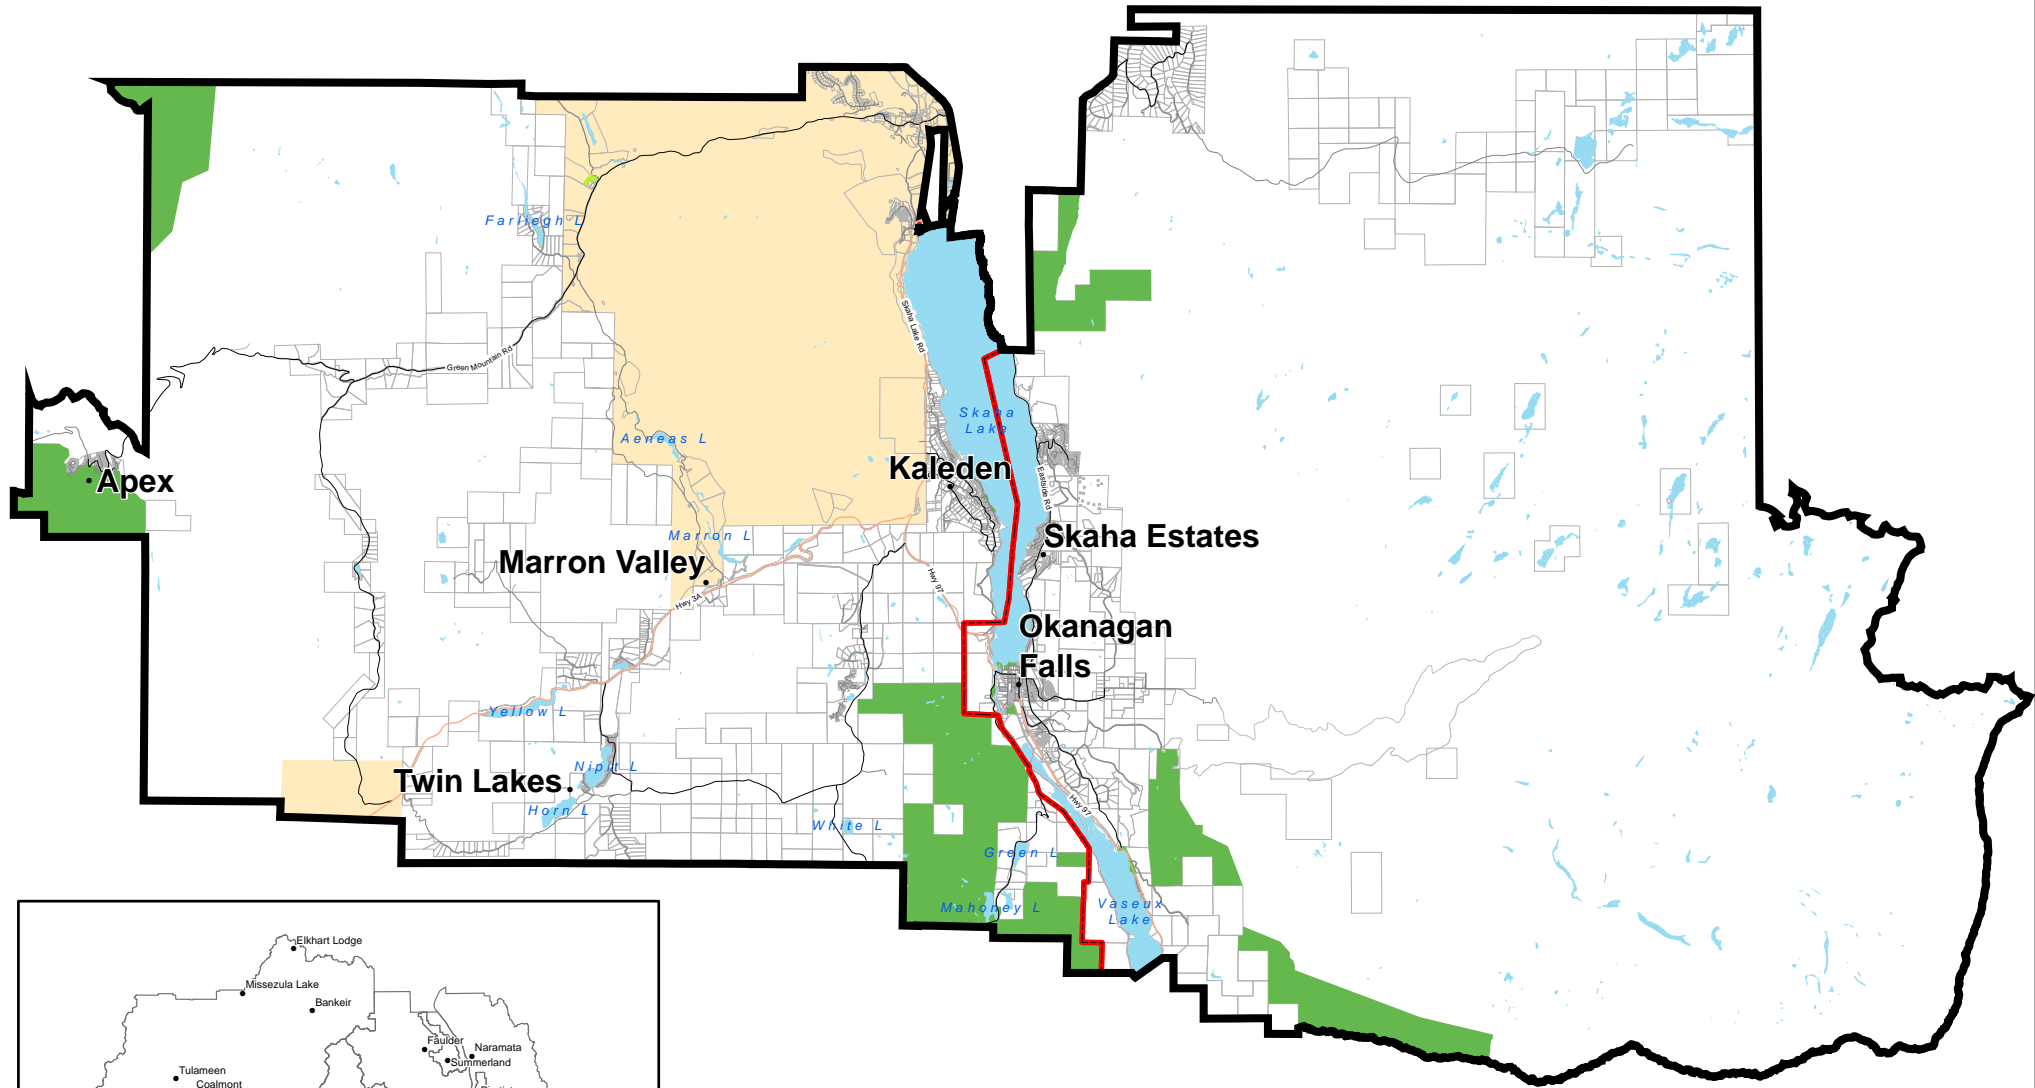 Farliegh L
Skaha Lake Rd
Green Mountain Rd
Skaha
Lake
Aeneas L
Kaleden
Apex
Eastside Rd
Marron L
Skaha Estates
Marron Valley
Hwy 97
Hwy 3A
Okanagan
Falls
Yellow L
Nipit L
Twin Lakes
Horn L
Hwy 97
White L
Green L
Mahoney L
Vaseux
Lake
Elkhart Lodge
Missezula Lake
Bankeir
Faulder
Naramata
Summerland
Tulameen
Coalmont